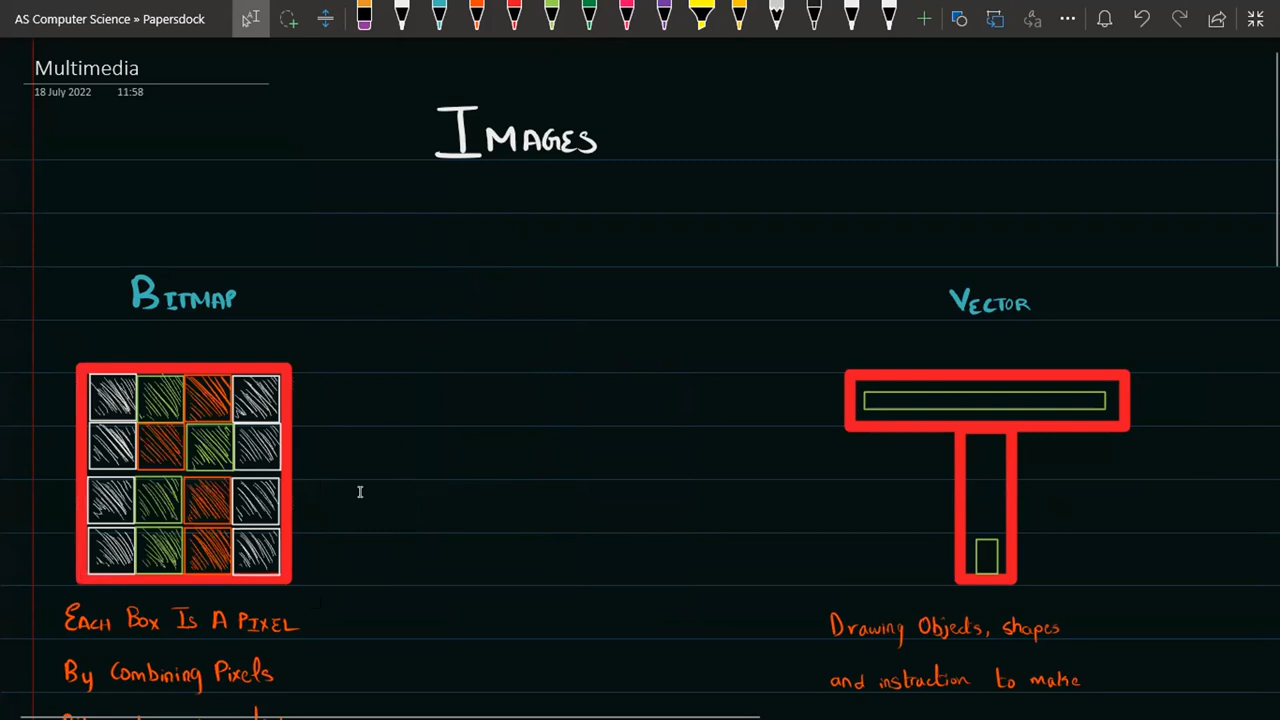 AS Computer Science » Papersdock
Multimedia
18 July 2022 11:58
IMAGES
BITMAP
VECTOR
EACH BOX IS A PIXEL
By Combining Pixels
Drawing Objects, shapes
and instruction to make